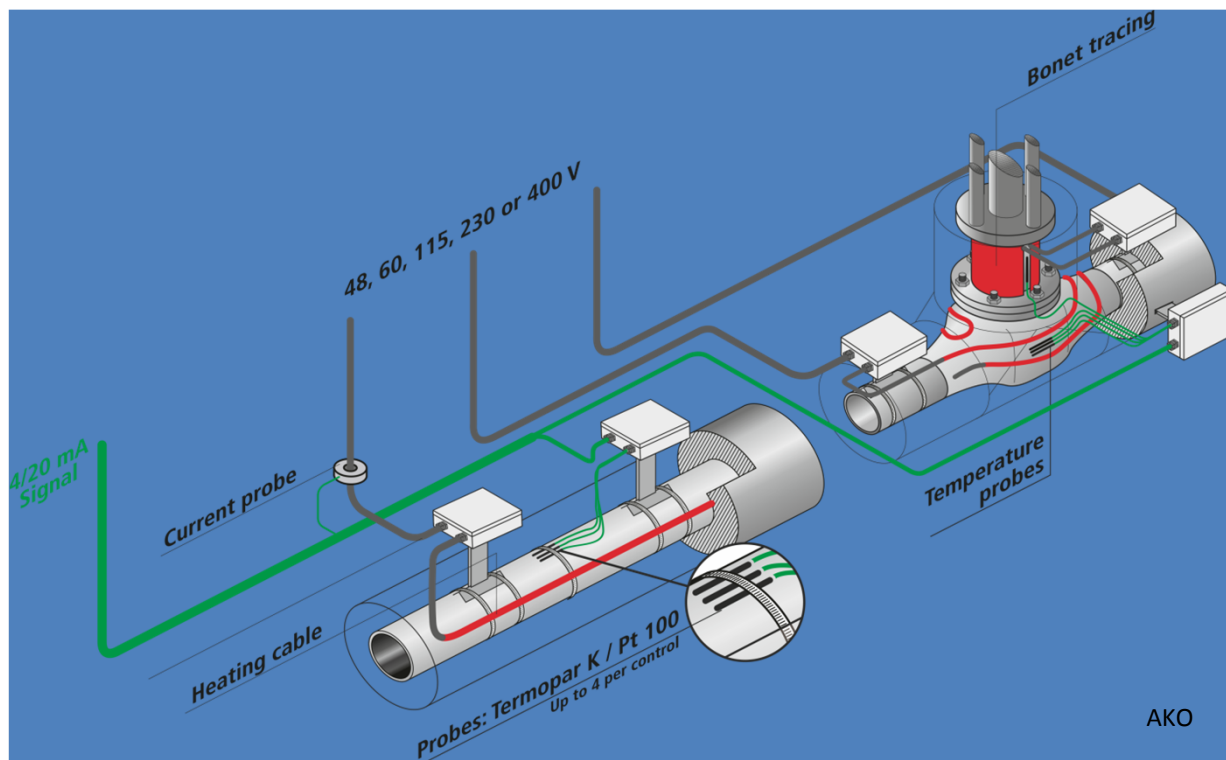 Bonet tracing
48, 60, 115, 230 or 400 V
4/20 mA
Signal
Current probe
Temperature
probes
Heating cable
Probes: Termopar K / Pt 100
Up to 4 per control
AKO